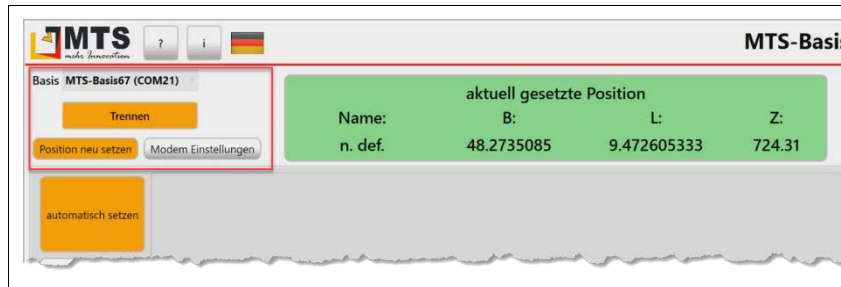 MTS
mehr Innovation
?
i
MTS-Basi
Basis MTS-Basis67 (COM21)
Trennen
Position neu setzen Modem Einstellungen
aktuell gesetzte Position
Name: B: L: Z:
n. def. 48.2735085 9.472605333 724.31
automatisch setzen